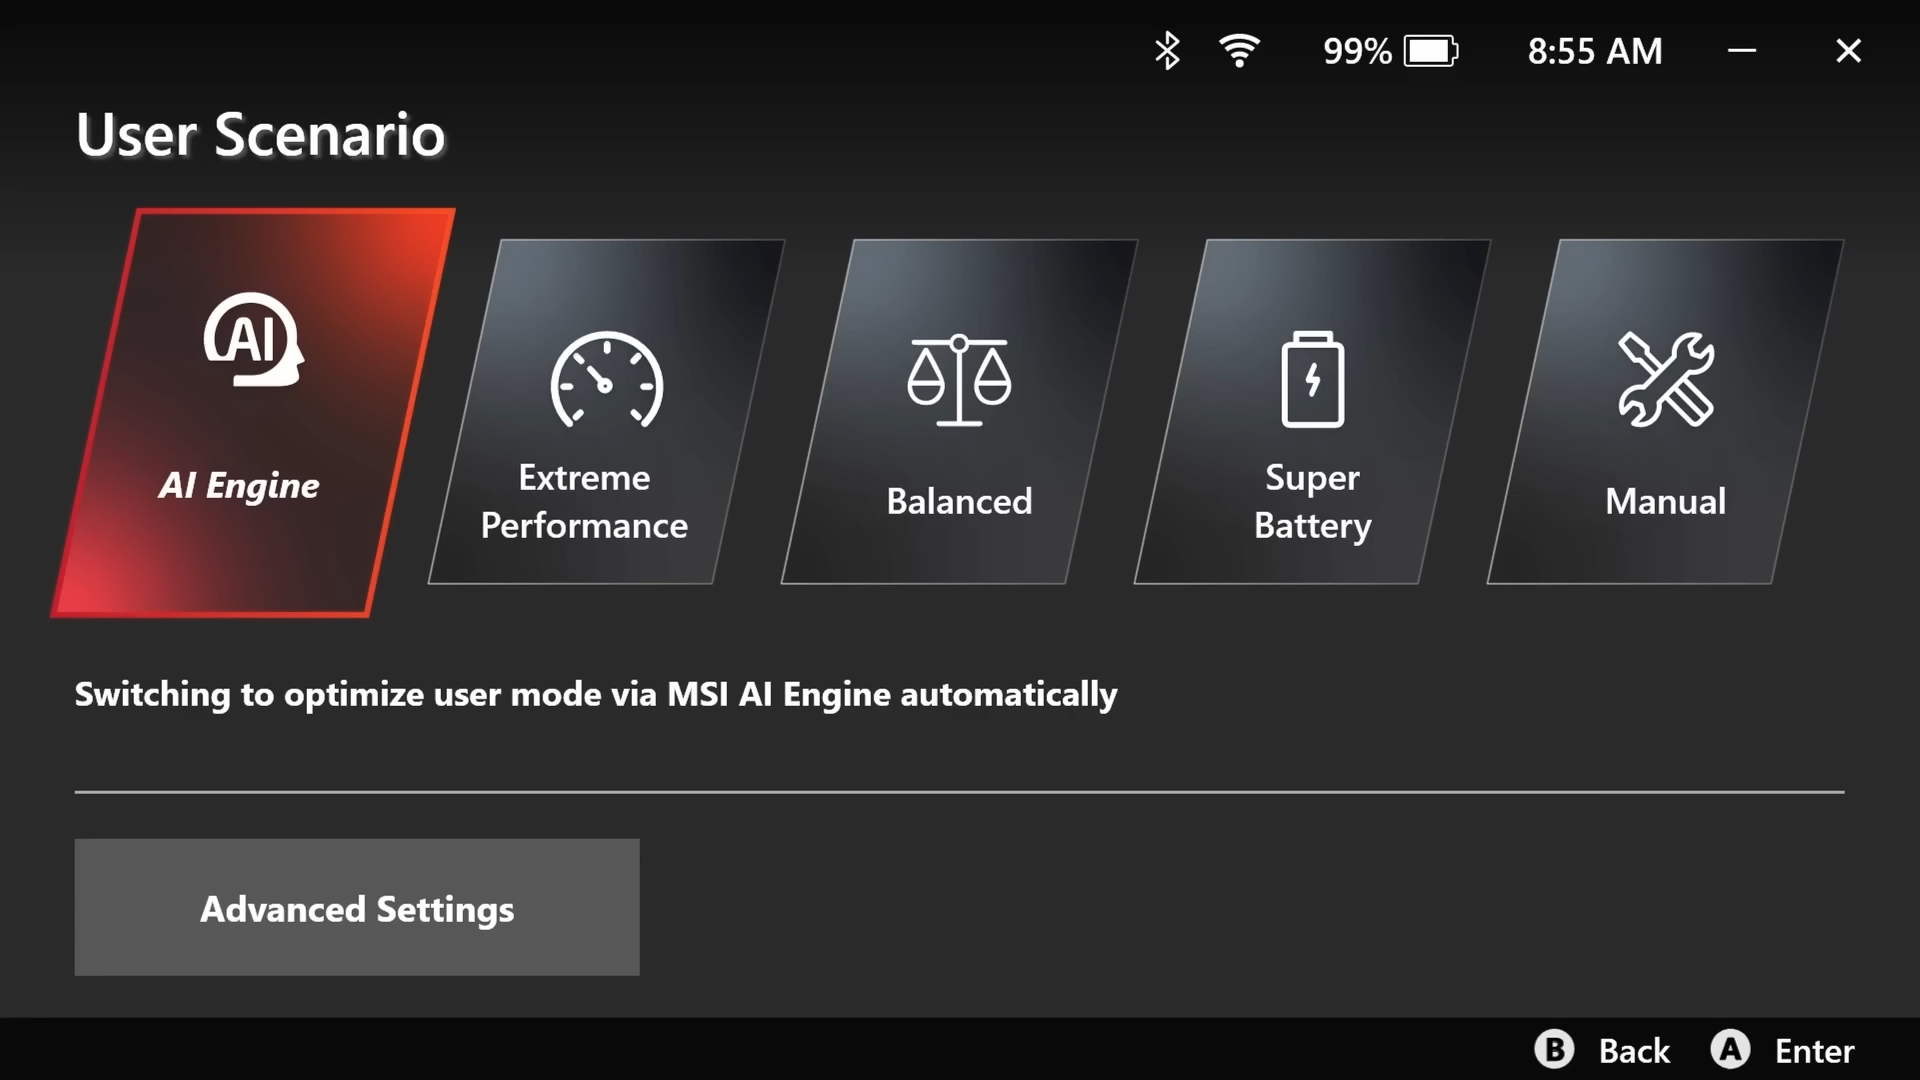 99% 8:55 AM
User Scenario
AI
AI Engine
Extreme
Performance
Balanced
Super
Battery
Manual
Switching to optimize user mode via MSI AI Engine automatically
Advanced Settings
B Back A Enter